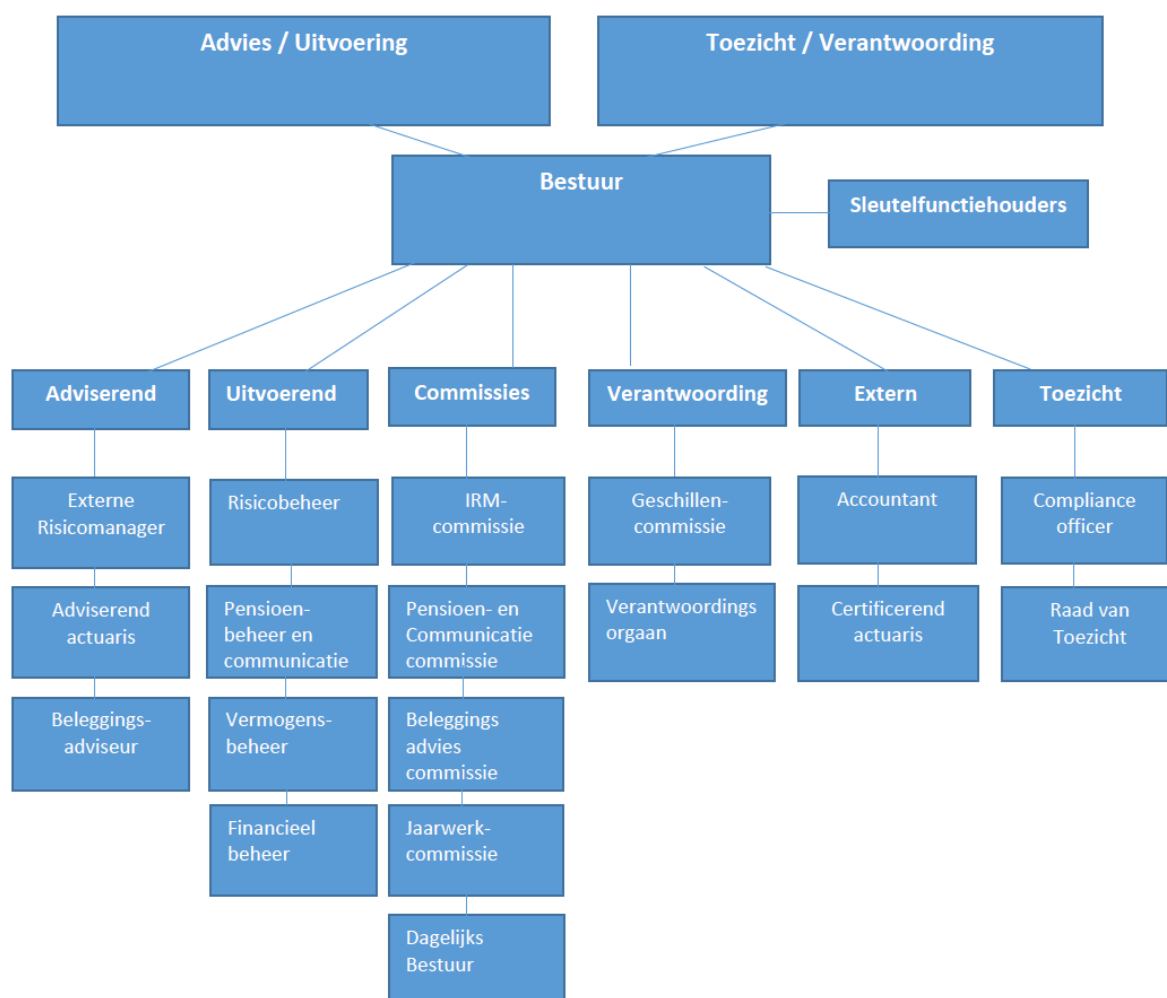 Advies / Uitvoering
Toezicht / Verantwoording
Bestuur
Sleutelfunctiehouders
Adviserend
Uitvoerend
Commissies
Verantwoording
Extern
Toezicht
Externe
Risicomanager
Risicobeheer
IRM-
commissie
Geschillen-
commissie
Accountant
Compliance
officer
Adviserend
actuaris
Pensioen-
beheer en
communicatie
Pensioen- en
Communicatie
commissie
Verantwoordings
orgaan
Certificerend
actuaris
Raad van
Toezicht
Beleggings-
adviseur
Vermogens-
beheer
Beleggings
advies
commissie
Financieel
beheer
Jaarwerk-
commissie
Dagelijks
Bestuur